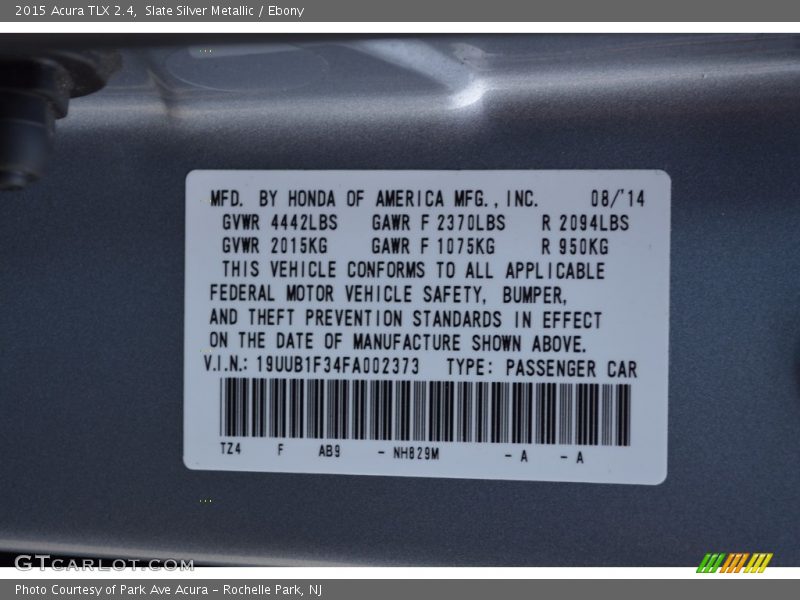 2015 Acura TLX 2.4, Slate Silver Metallic / Ebony
MFD. BY HONDA OF AMERICA MFG., INC. 08/'14
GVWR 4442LBS GAWR F 2370LBS R 2094LBS
GVWR 2015KG GAWR F 1075KG R 950KG
THIS VEHICLE CONFORMS TO ALL APPLICABLE
FEDERAL MOTOR VEHICLE SAFETY, BUMPER,
AND THEFT PREVENTION STANDARDS IN EFFECT
ON THE DATE OF MANUFACTURE SHOWN ABOVE.
V.I.N.: 19UUB1F34FA002373 TYPE: PASSENGER CAR
TZ4 F AB9 - NH829M - A - A
GTCARLOT.COM
Photo Courtesy of Park Ave Acura - Rochelle Park, NJ